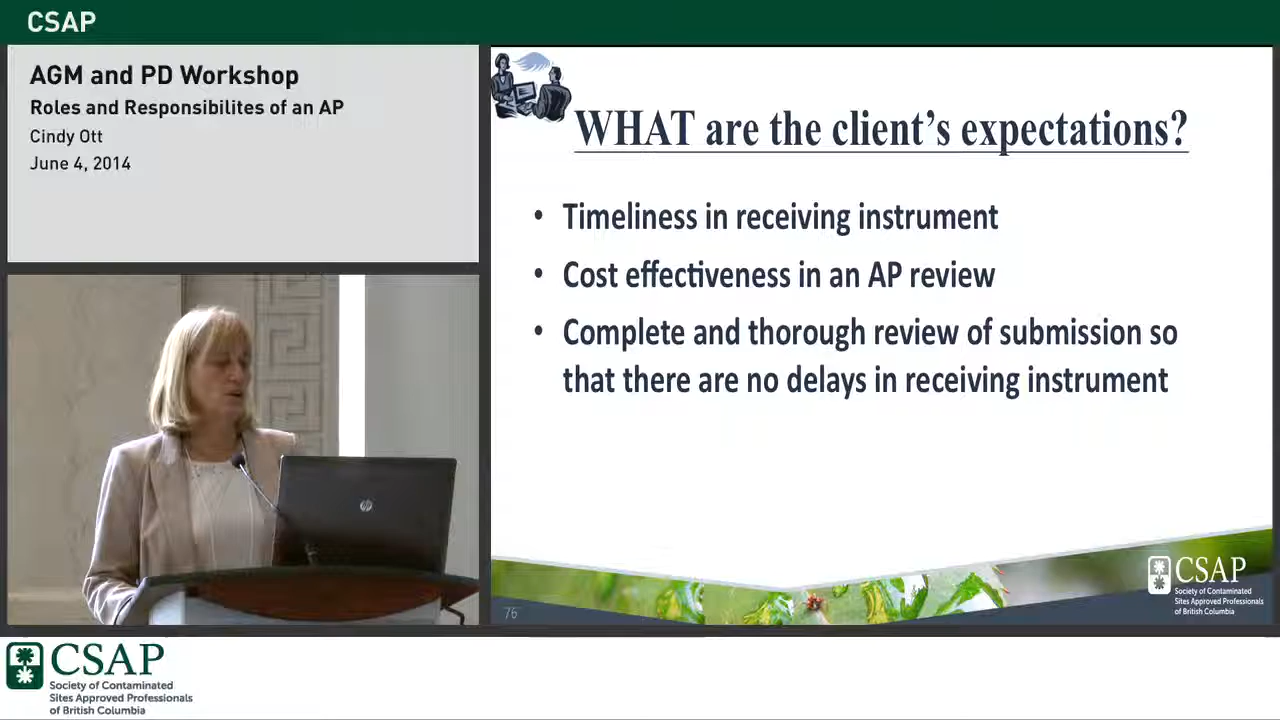 CSAP
AGM and PD Workshop
Roles and Responsibilites of an AP
Cindy Ott
June 4, 2014
WHAT are the client's expectations?
• Timeliness in receiving instrument
• Cost effectiveness in an AP review
• Complete and thorough review of submission so
that there are no delays in receiving instrument
hp
76
CSAP
Society of Contaminated
Sites Approved Professionals
of British Columbia
CSAP
Society of Contaminated
Sites Approved Professionals
of British Columbia